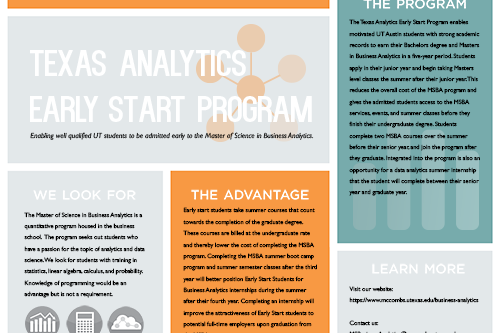 TEXAS ANALYTICS
EARLY START PROGRAM
Enabling well qualified UT students to be admitted early to the Master of Science in Business Analytics.
WE LOOK FOR
The Master of Science in Business Analytics is a
quantitative program housed in the business
school. The program seeks out students who
have a passion for the topic of analytics and data
science. We look for students with training in
statistics, linear algebra, calculus, and probability.
Knowledge of programming would be an
advantage but is not a requirement.
THE ADVANTAGE
Early start students take summer courses that count
towards the completion of the graduate degree.
These courses are billed at the undergraduate rate
and thereby lower the cost of completing the MSBA
program. Completing the MSBA summer boot camp
program and summer semester classes after the third
year will better position Early Start Students for
Business Analytics internships during the summer
after their fourth year. Completing an internship will
improve the attractiveness of Early Start students to
potential full-time employers upon graduation from
THE PROGRAM
The Texas Analytics Early Start Program enables
motivated UT Austin students with strong academic
records to earn their Bachelors degree and Masters
in Business Analytics in a five-year period. Students
apply in their junior year and begin taking Masters
level classes the summer after their junior year. This
reduces the overall cost of the MSBA program and
gives the admitted students access to the MSBA
services, events, and summer classes before they
finish their undergraduate degree. Students
complete two MSBA courses over the summer
before their senior year, and join the program after
they graduate. Integrated into the program is also an
opportunity for a data analytics summer internship
that the student will complete between their senior
year and graduate year.
LEARN MORE
Visit our website:
https://www.mccombs.utexas.edu/business-analytics
Contact us: